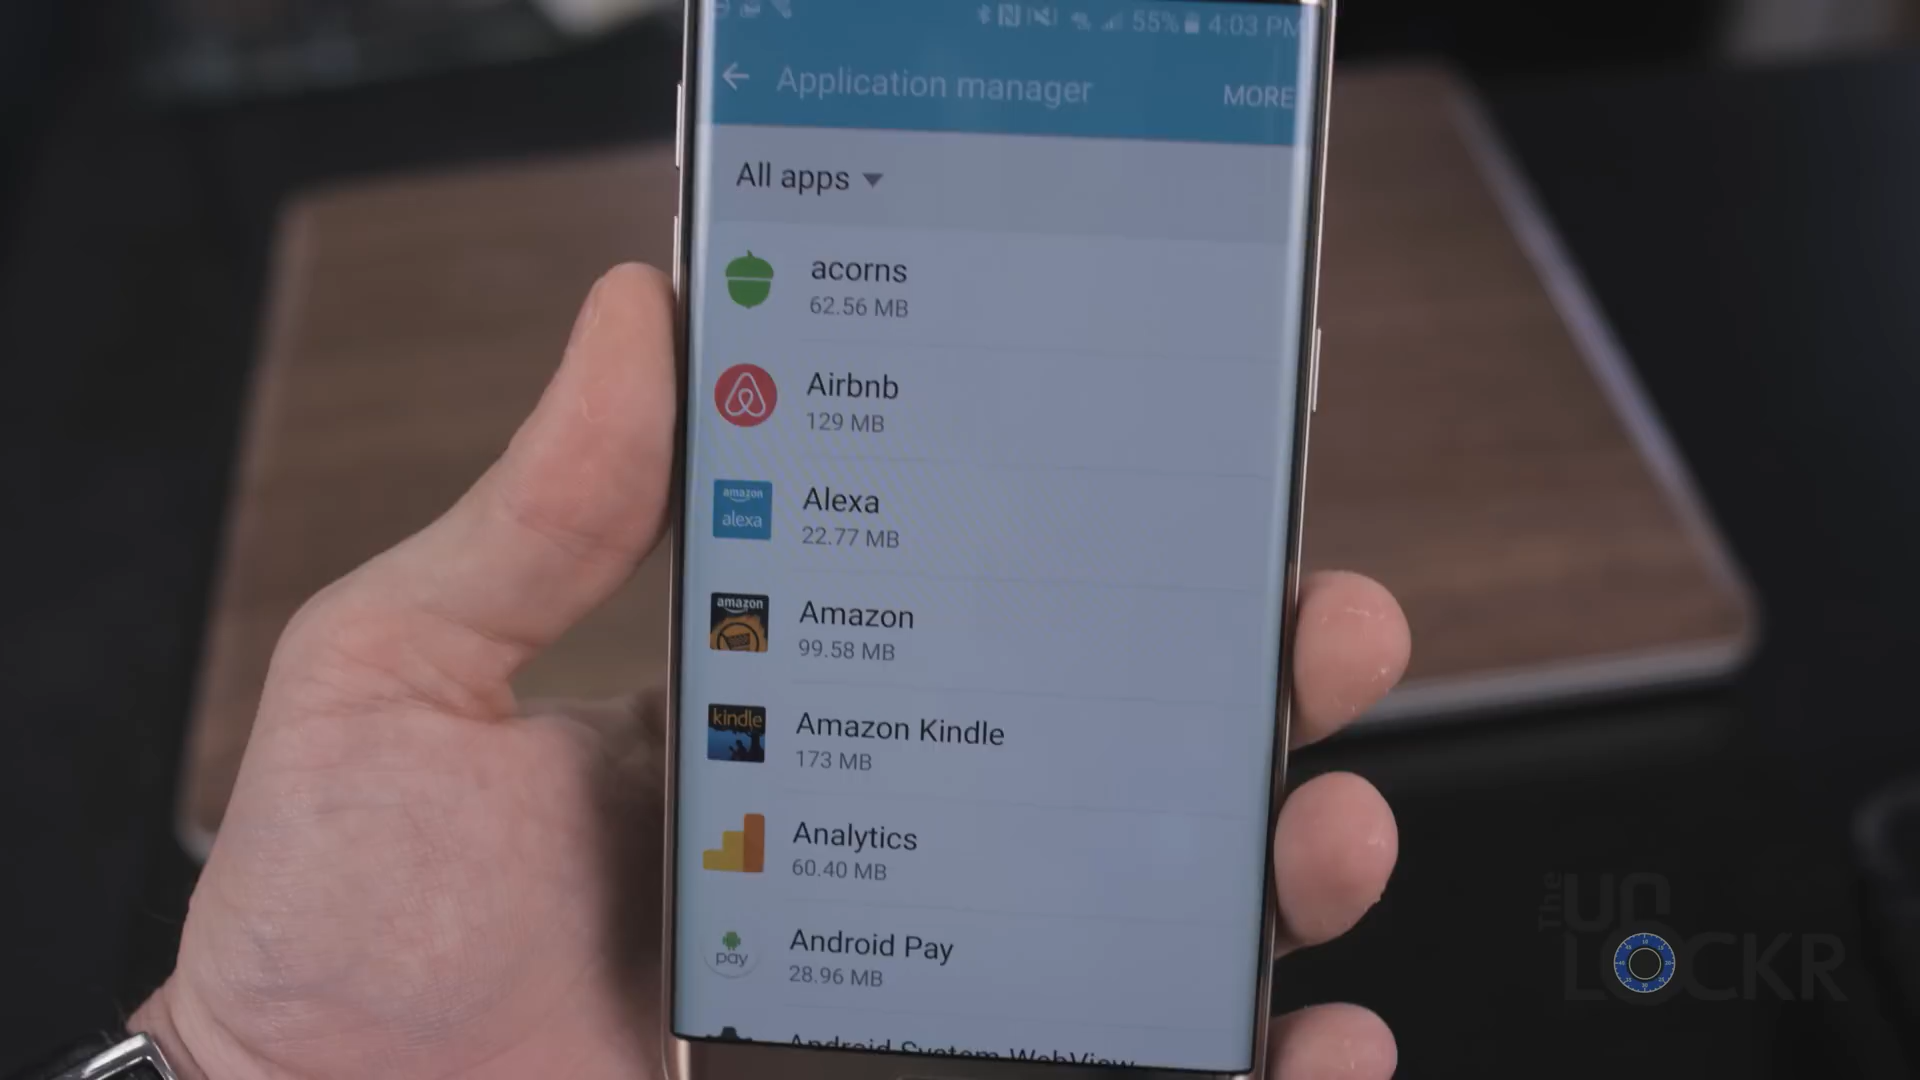 55% 4:03 PM
Application manager MORE
All apps
acorns
62.56 MB
Airbnb
129 MB
amazon
alexa
Alexa
22.77 MB
amazon
Amazon
99.58 MB
kindle
Amazon Kindle
173 MB
Analytics
60.40 MB
pay
Android Pay
28.96 MB
Android System WebView
The
UN
LOCKR